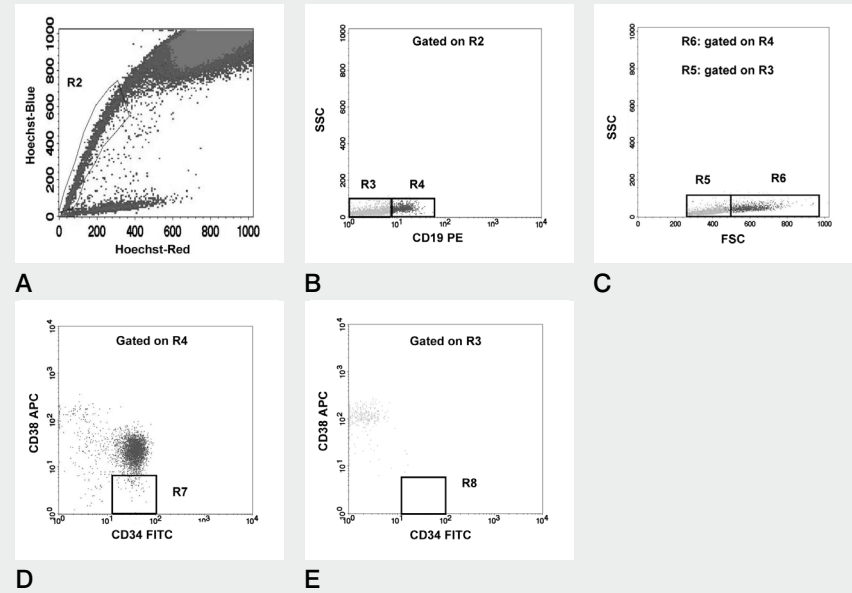 1000
800
600
400
200
0
Hoechst-Blue
R2
0 200 400 600 800 1000
Hoechst-Red
A
Gated on R2
1000
800
600
400
200
0
SSC
R3 R4
10^0 10^1 10^2 10^3 10^4
CD19 PE
B
R6: gated on R4
R5: gated on R3
1000
800
600
400
200
0
SSC
R5 R6
0 200 400 600 800 1000
FSC
C
Gated on R4
10^4
10^3
10^2
10^1
10^0
CD38 APC
R7
10^0 10^1 10^2 10^3 10^4
CD34 FITC
D
Gated on R3
10^4
10^3
10^2
10^1
10^0
CD38 APC
R8
10^0 10^1 10^2 10^3 10^4
CD34 FITC
E